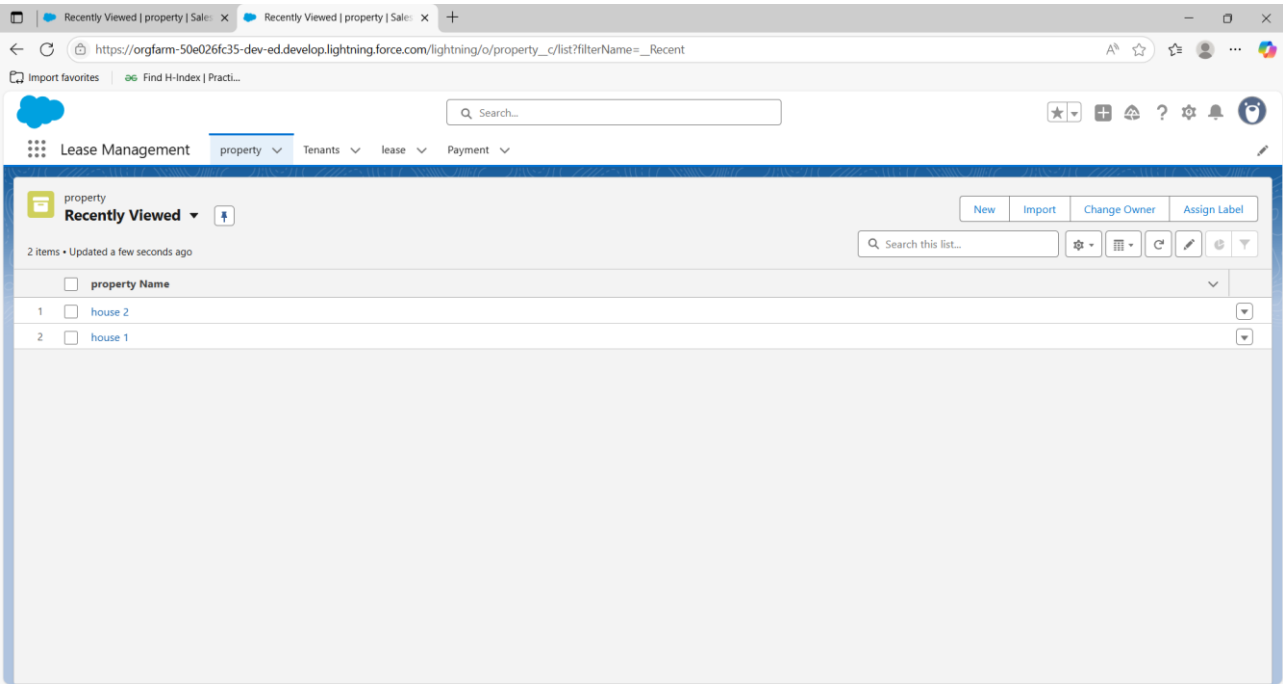 Recently Viewed | property | Sales Recently Viewed | property | Sales
https://orgfarm-50e026fc35-dev-ed.develop.lightning.force.com/lightning/o/property__c/list?filterName=__Recent
Import favorites Find H-Index | Practi...
Search...
Lease Management property Tenants lease Payment
property
Recently Viewed
New Import Change Owner Assign Label
2 items • Updated a few seconds ago
Search this list...
property Name
1 house 2
2 house 1